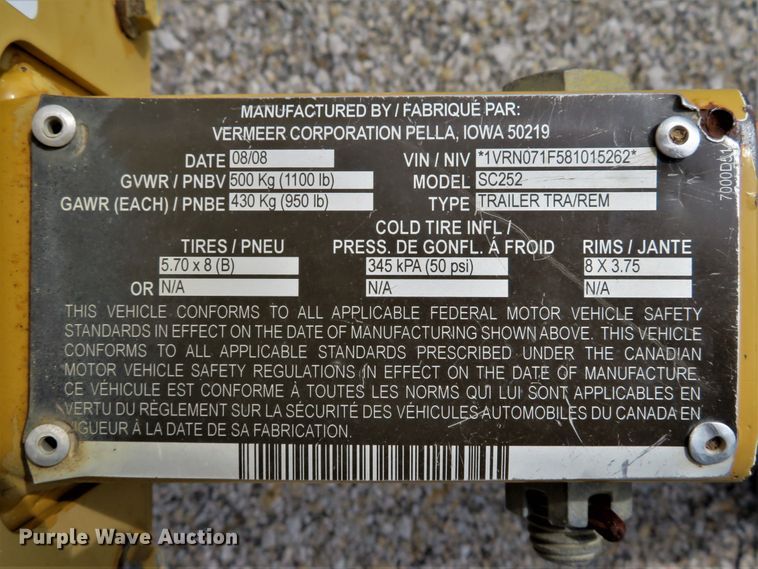 MANUFACTURED BY / FABRIQUÉ PAR:
VERMEER CORPORATION PELLA, IOWA 50219
DATE 08/08 VIN / NIV *1VRN071F581015262*
GVWR / PNBV 500 Kg (1100 lb) MODEL SC252
GAWR (EACH) / PNBE 430 Kg (950 lb) TYPE TRAILER TRA/REM
COLD TIRE INFL /
TIRES / PNEU PRESS. DE GONFL. Á FROID RIMS / JANTE
5.70 x 8 (B) 345 kPA (50 psi) 8 X 3.75
OR N/A N/A N/A
THIS VEHICLE CONFORMS TO ALL APPLICABLE FEDERAL MOTOR VEHICLE SAFETY
STANDARDS IN EFFECT ON THE DATE OF MANUFACTURING SHOWN ABOVE. THIS VEHICLE
CONFORMS TO ALL APPLICABLE STANDARDS PRESCRIBED UNDER THE CANADIAN
MOTOR VEHICLE SAFETY REGULATIONS IN EFFECT ON THE DATE OF MANUFACTURE.
CE VÉHICULE EST CONFORME À TOUTES LES NORMS QUI LUI SONT APPLICABLES EN
VERTU DU RÈGLEMENT SUR LA SÉCURITÉ DES VÉHICULES AUTOMOBILES DU CANADA EN
VIGUEUR À LA DATE DE SA FABRICATION.
Purple Wave Auction